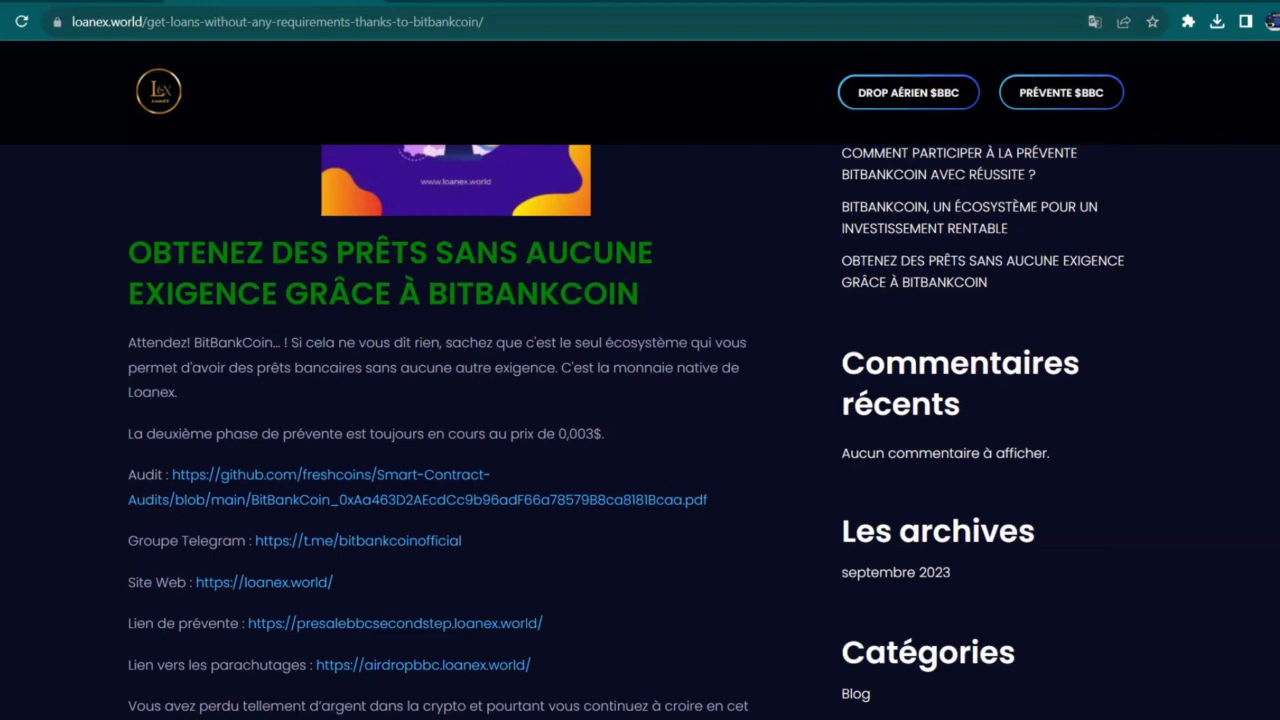 loanex.world/get-loans-without-any-requirements-thanks-to-bitbankcoin/
LEX
DROP AÉRIEN $BBC
PRÉVENTE $BBC
www.loanex.world
OBTENEZ DES PRÊTS SANS AUCUNE
EXIGENCE GRÂCE À BITBANKCOIN
Attendez! BitBankCoin... ! Si cela ne vous dit rien, sachez que c'est le seul écosystème qui vous
permet d'avoir des prêts bancaires sans aucune autre exigence. C'est la monnaie native de
Loanex.
La deuxième phase de prévente est toujours en cours au prix de 0,003$.
Audit : https://github.com/freshcoins/Smart-Contract-
Audits/blob/main/BitBankCoin_0xAa463D2AEcdCc9b96adF66a78579B8ca8181Bcaa.pdf
Groupe Telegram : https://t.me/bitbankcoinofficial
Site Web : https://loanex.world/
Lien de prévente : https://presalebbcsecondstep.loanex.world/
Lien vers les parachutages : https://airdropbbc.loanex.world/
Vous avez perdu tellement d'argent dans la crypto et pourtant vous continuez à croire en cet
COMMENT PARTICIPER À LA PRÉVENTE
BITBANKCOIN AVEC RÉUSSITE ?
BITBANKCOIN, UN ÉCOSYSTÈME POUR UN
INVESTISSEMENT RENTABLE
OBTENEZ DES PRÊTS SANS AUCUNE EXIGENCE
GRÂCE À BITBANKCOIN
Commentaires
récents
Aucun commentaire à afficher.
Les archives
septembre 2023
Catégories
Blog